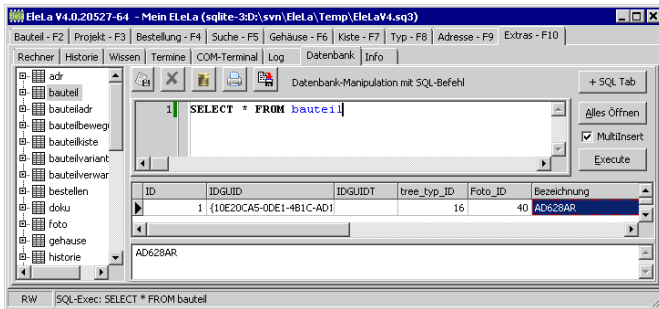 EleLa V4.0.20527-64 - Mein ELeLa (sqlite-3:D:\svn\EleLa\Temp\EleLaV4.sq3)
Bauteil - F2 | Projekt - F3 | Bestellung - F4 | Suche - F5 | Gehäuse - F6 | Kiste - F7 | Typ - F8 | Adresse - F9 | Extras - F10
Rechner | Historie | Wissen | Termine | COM-Terminal | Log | Datenbank | Info
adr
bauteil
bauteiladr
bauteilbewegu
bauteilkiste
bauteilvariant
bauteilverwar
bestellen
doku
foto
gehause
historie
Datenbank-Manipulation mit SQL-Befehl
+ SQL Tab
1 SELECT * FROM bauteil
Alles Öffnen
MultiInsert
Execute
ID IDGUID IDGUIDT tree_typ_ID Foto_ID Bezeichnung
1 {10E20CA5-0DE1-4B1C-AD1 16 40 AD628AR
AD628AR
RW SQL-Exec: SELECT * FROM bauteil